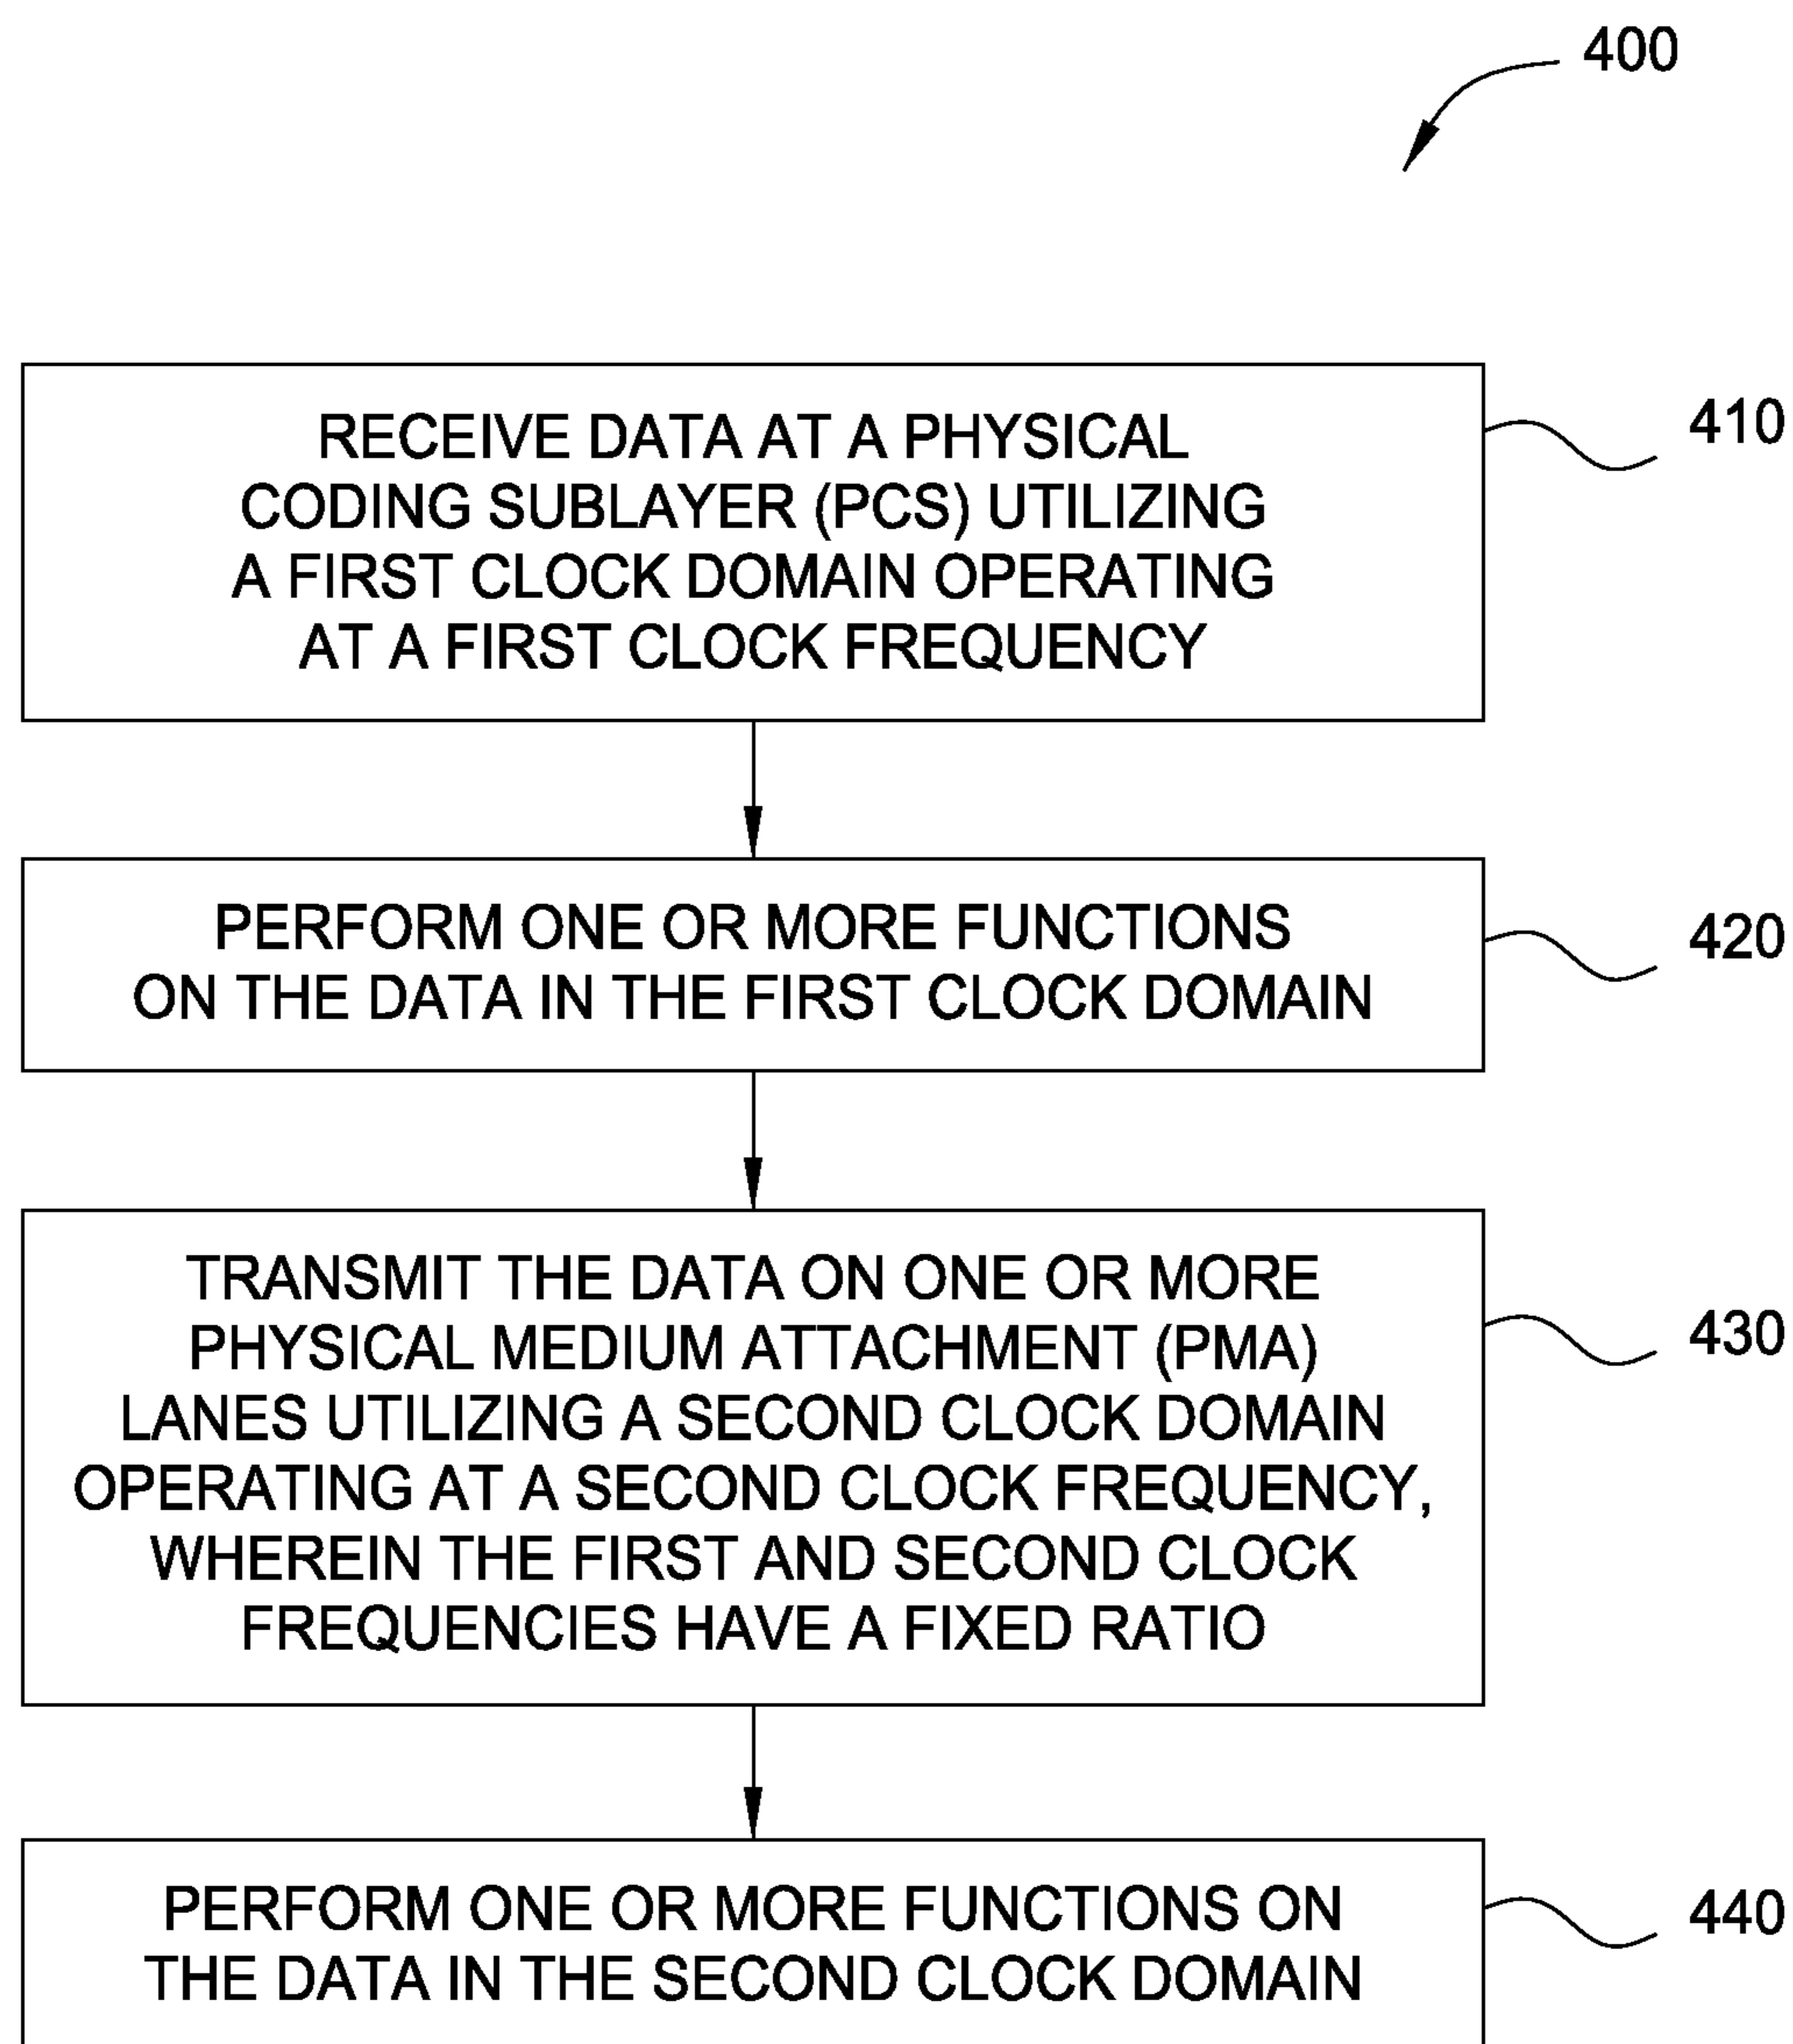 400
RECEIVE DATA AT A PHYSICAL
CODING SUBLAYER (PCS) UTILIZING
A FIRST CLOCK DOMAIN OPERATING
AT A FIRST CLOCK FREQUENCY
410
PERFORM ONE OR MORE FUNCTIONS
ON THE DATA IN THE FIRST CLOCK DOMAIN
420
TRANSMIT THE DATA ON ONE OR MORE
PHYSICAL MEDIUM ATTACHMENT (PMA)
LANES UTILIZING A SECOND CLOCK DOMAIN
OPERATING AT A SECOND CLOCK FREQUENCY,
WHEREIN THE FIRST AND SECOND CLOCK
FREQUENCIES HAVE A FIXED RATIO
430
PERFORM ONE OR MORE FUNCTIONS ON
THE DATA IN THE SECOND CLOCK DOMAIN
440